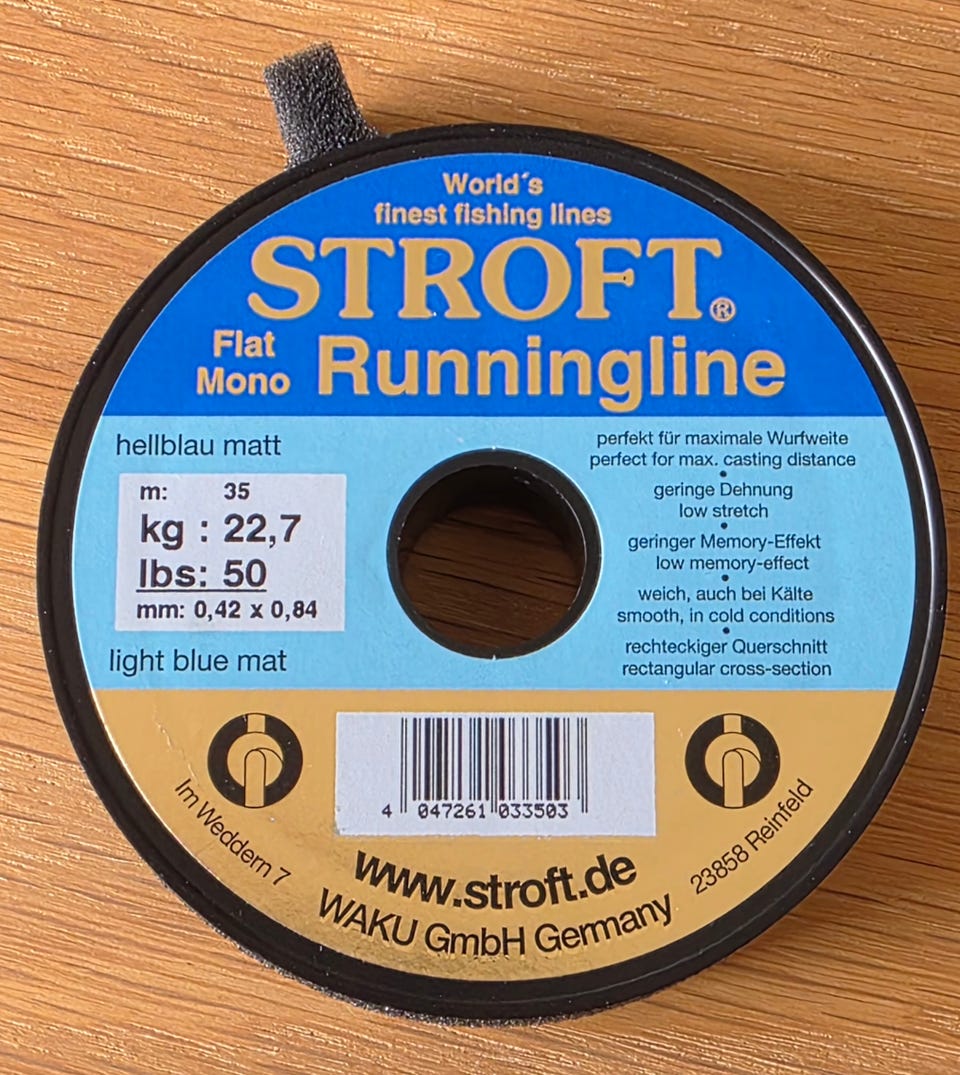 World´s
finest fishing lines
STROFT®
Flat
Mono
Runningline
hellblau matt
m: 35
kg : 22,7
lbs: 50
mm: 0,42 x 0,84
light blue mat
perfekt für maximale Wurfweite
perfect for max. casting distance
•
geringe Dehnung
low stretch
•
geringer Memory-Effekt
low memory-effect
•
weich, auch bei Kälte
smooth, in cold conditions
•
rechteckiger Querschnitt
rectangular cross-section
4 047261 033503
Im Weddern 7
www.stroft.de
WAKU GmbH Germany
23858 Reinfeld